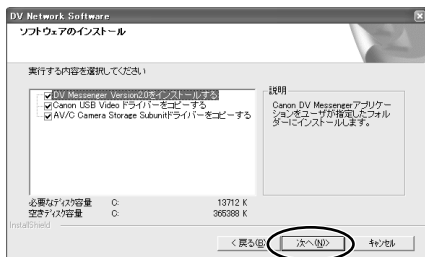 DV Network Software
ソフトウェアのインストール
実行する内容を選択してください
DV Messenger Version2.0をインストールする
Canon USB Video ドライバーをコピーする
AV/C Camera Storage Subunitドライバーをコピーする
説明
Canon DV Messengerアプリケー
ションをユーザが指定したフォル
ダーにインストールします。
必要なディスク容量 C: 13712 K
空きディスク容量 C: 365388 K
InstallShield
< 戻る(B) 次へ(N)> キャンセル